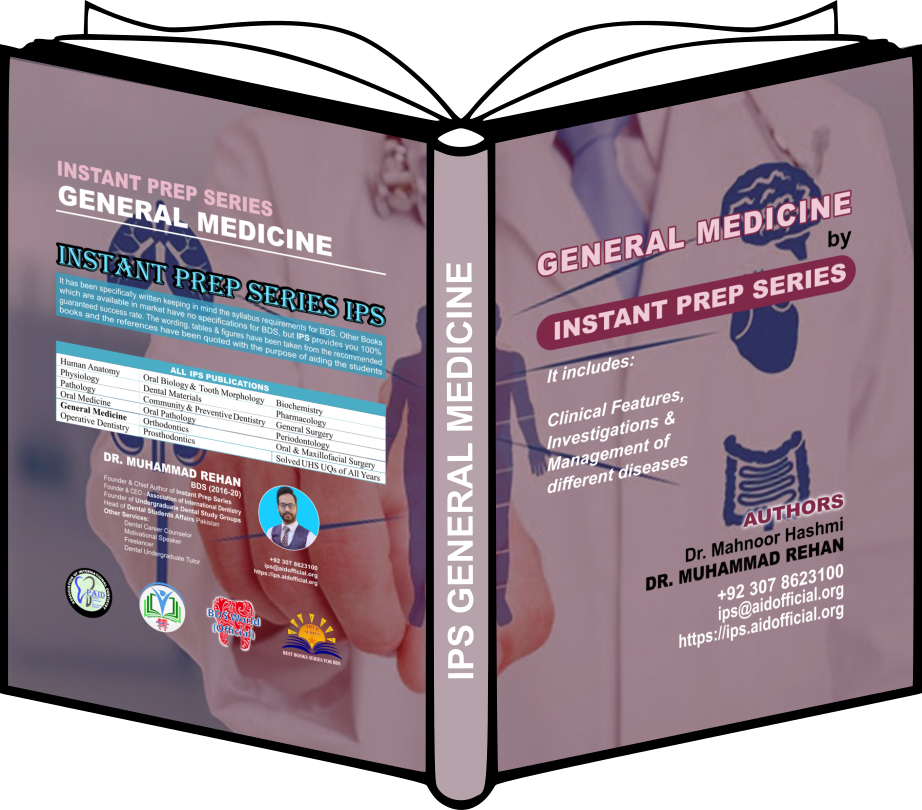 INSTANT PREP SERIES
GENERAL MEDICINE
INSTANT PREP SERIES IPS
It has been specifically written keeping in mind the syllabus requirements for BDS. Other Books
which are available in market have no specifications for BDS, but IPS provides you 100%
guaranteed success rate. The wording, tables & figures have been taken from the recommended
books and the references have been quoted with the purpose of aiding the students
ALL IPS PUBLICATIONS
Human Anatomy
Physiology
Pathology
Oral Medicine
General Medicine
Operative Dentistry
Oral Biology & Tooth Morphology
Dental Materials
Community & Preventive Dentistry
Oral Pathology
Orthodontics
Prosthodontics
Biochemistry
Pharmacology
General Surgery
Periodontology
Oral & Maxillofacial Surgery
Solved UHS UQs of All Years
DR. MUHAMMAD REHAN
BDS (2016-20)
Founder & Chief Author of Instant Prep Series
Founder & CEO - Association of International Dentistry
Founder of Undergraduate Dental Study Groups
Head of Dental Students Affairs Pakistan
Other Services:
Dental Career Counselor
Motivational Speaker
Freelancer
Dental Undergraduate Tutor
+92 307 8623100
ips@aidofficial.org
https://ips.aidofficial.org
BDS World
(Official)
BEST BOOKS SERIES FOR BDS
IPS GENERAL MEDICINE
GENERAL MEDICINE
by
INSTANT PREP SERIES
It includes:
Clinical Features,
Investigations &
Management of
different diseases
AUTHORS
Dr. Mahnoor Hashmi
DR. MUHAMMAD REHAN
+92 307 8623100
ips@aidofficial.org
https://ips.aidofficial.org